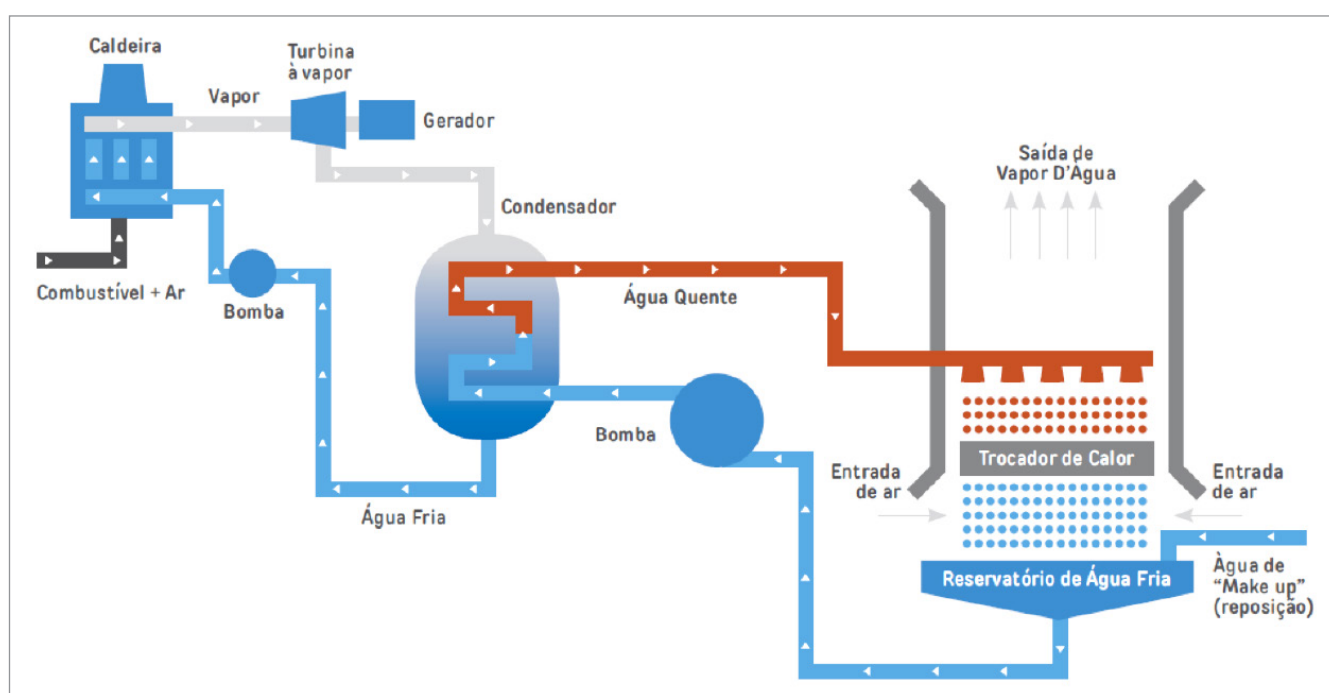 Caldeira
Turbina
à vapor
Vapor
Gerador
Saída de
Vapor D'Água
Condensador
Combustível + Ar
Bomba
Água Quente
Bomba
Trocador de Calor
Entrada
de ar
Entrada
de ar
Água Fria
Reservatório de Água Fria
Àgua de
“Make up”
(reposição)